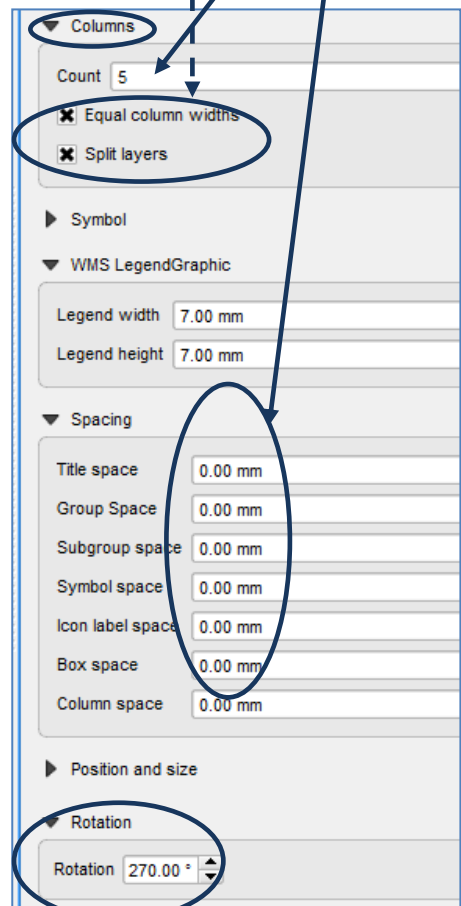 Columns
Count 5
Equal column widths
Split layers
Symbol
WMS LegendGraphic
Legend width 7.00 mm
Legend height 7.00 mm
Spacing
Title space 0.00 mm
Group Space 0.00 mm
Subgroup space 0.00 mm
Symbol space 0.00 mm
Icon label space 0.00 mm
Box space 0.00 mm
Column space 0.00 mm
Position and size
Rotation
Rotation 270.00 °